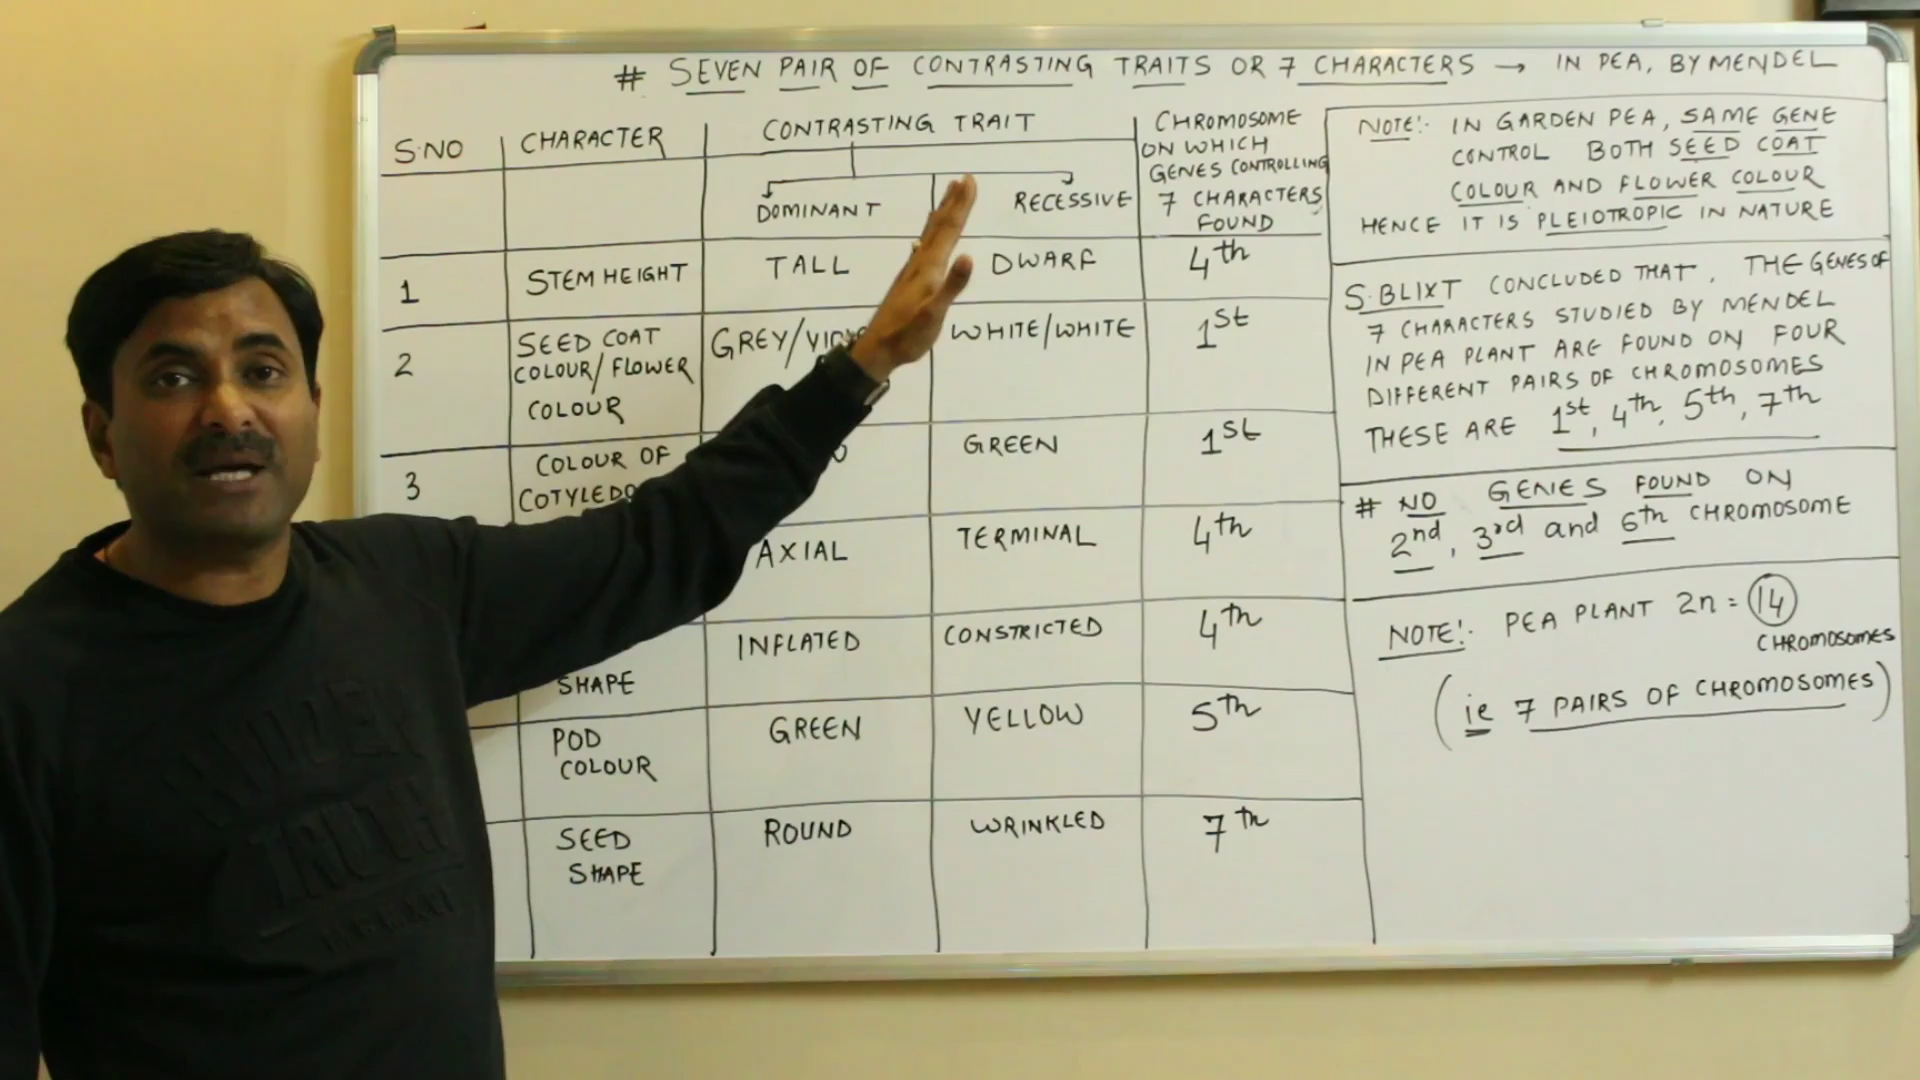 # SEVEN PAIR OF CONTRASTING TRAITS OR 7 CHARACTERS → IN PEA, BY MENDEL
S.NO
CHARACTER
CONTRASTING TRAIT
DOMINANT
RECESSIVE
CHROMOSOME
ON WHICH
GENES CONTROLLING
7 CHARACTERS
FOUND
1
STEM HEIGHT
TALL
DWARF
4th
2
SEED COAT
COLOUR/FLOWER
COLOUR
GREY/
WHITE/WHITE
1st
3
COLOUR OF
GREEN
1st
AXIAL
TERMINAL
4th
SHAPE
INFLATED
CONSTRICTED
4th
POD
COLOUR
GREEN
YELLOW
5th
SEED
SHAPE
ROUND
WRINKLED
7th
NOTE:- IN GARDEN PEA, SAME GENE
CONTROL BOTH SEED COAT
COLOUR AND FLOWER COLOUR
HENCE IT IS PLEIOTROPIC IN NATURE
S.BLIXT CONCLUDED THAT, THE GENES OF
7 CHARACTERS STUDIED BY MENDEL
IN PEA PLANT ARE FOUND ON FOUR
DIFFERENT PAIRS OF CHROMOSOMES
THESE ARE 1st, 4th, 5th, 7th
# NO GENES FOUND ON
2nd, 3rd and 6th CHROMOSOME
NOTE!- PEA PLANT 2n = 14
CHROMOSOMES
(ie 7 PAIRS OF CHROMOSOMES)
TRUTH